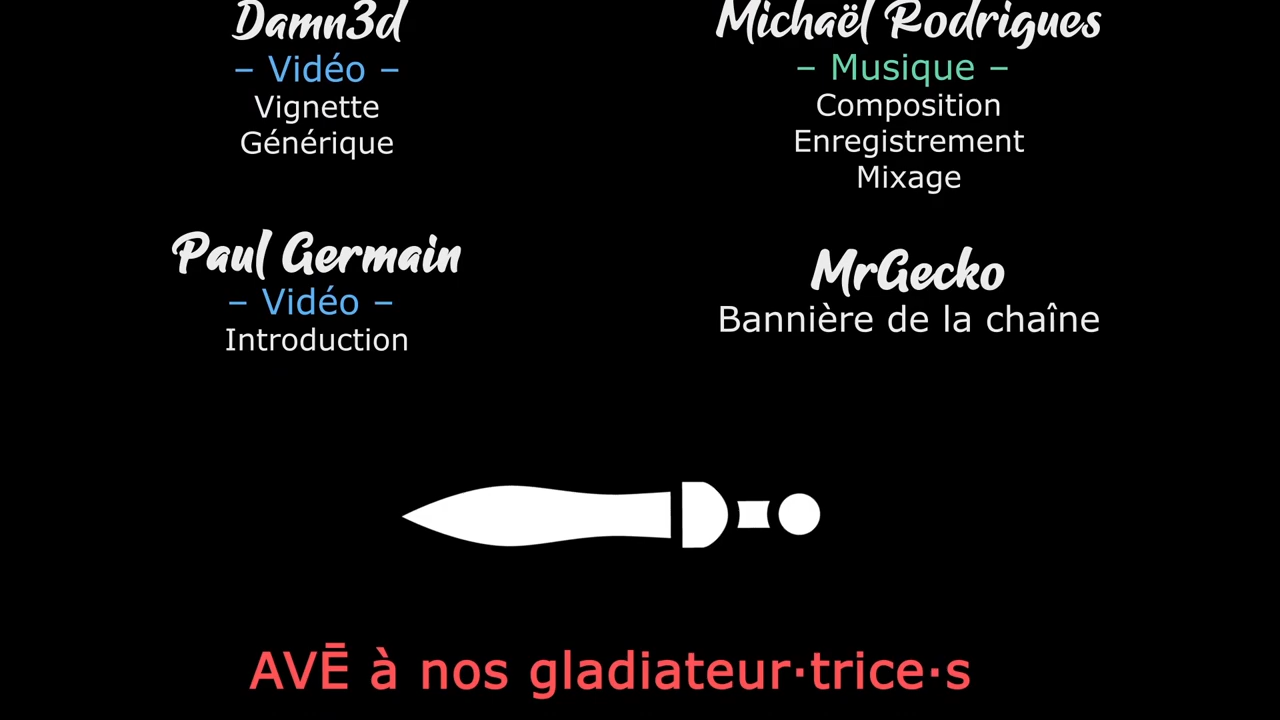 Damn3d
– Vidéo –
Vignette
Générique
Michaël Rodrigues
– Musique –
Composition
Enregistrement
Mixage
Paul Germain
– Vidéo –
Introduction
MrGecko
Bannière de la chaîne
AVĒ à nos gladiateur·trice·s